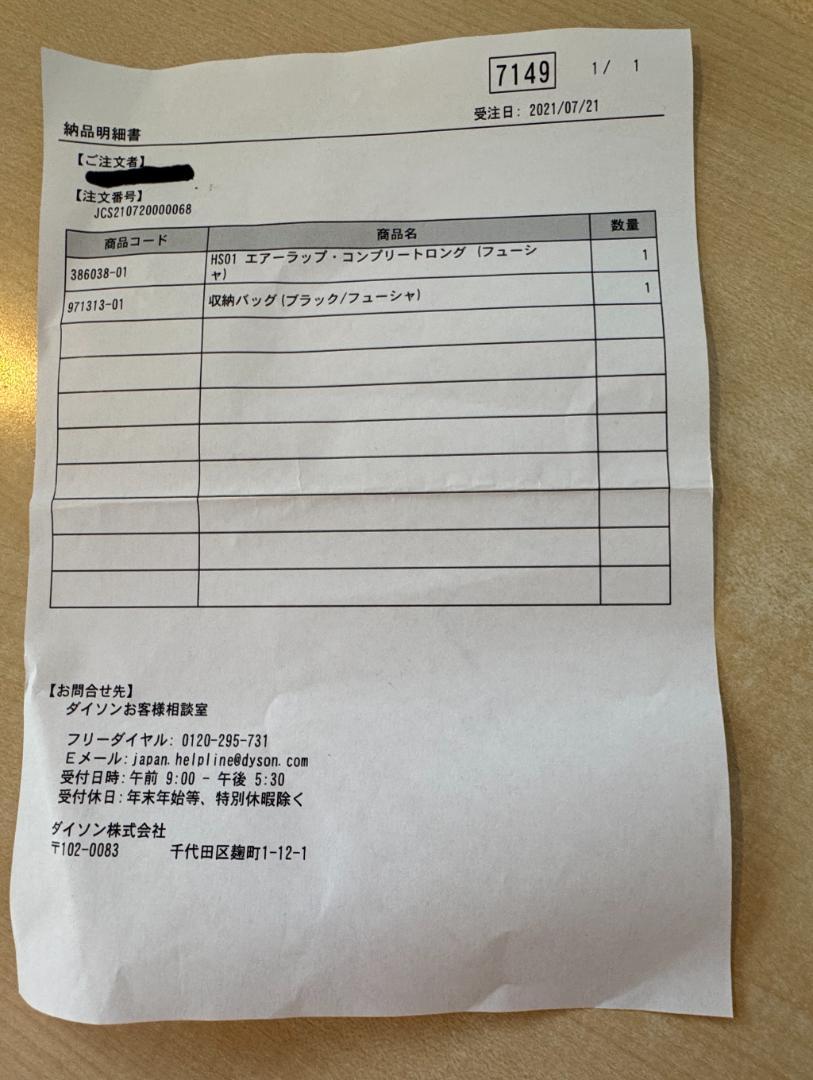 7149 1/ 1
受注日: 2021/07/21
納品明細書
【ご注文者】
【注文番号】
JCS210720000068
商品コード 商品名 数量
386038-01 HS01 エアーラップ・コンプリートロング (フューシャ) 1
971313-01 収納バッグ(ブラック/フューシャ) 1
【お問合せ先】
ダイソンお客様相談室
フリーダイヤル: 0120-295-731
Eメール:japan.helpline@dyson.com
受付日時:午前 9:00 - 午後 5:30
受付休日:年末年始等、特別休暇除く
ダイソン株式会社
〒102-0083 千代田区麹町1-12-1